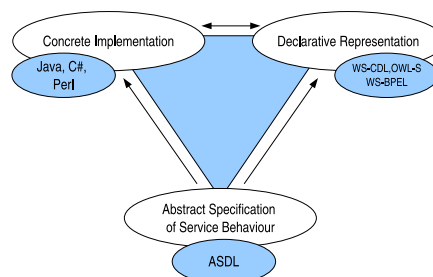 Concrete Implementation
Declarative Representation
Java, C#,
Perl
WS-CDL,OWL-S
WS-BPEL
Abstract Specification
of Service Behaviour
ASDL